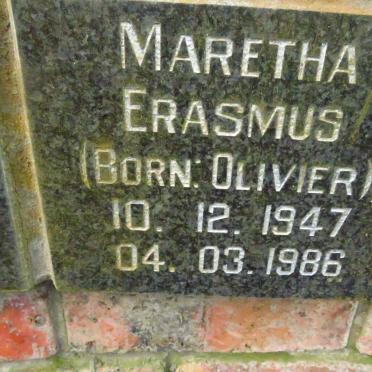 MARETHA
ERASMUS
(BORN: OLIVIER)
10. 12. 1947
04. 03. 1986